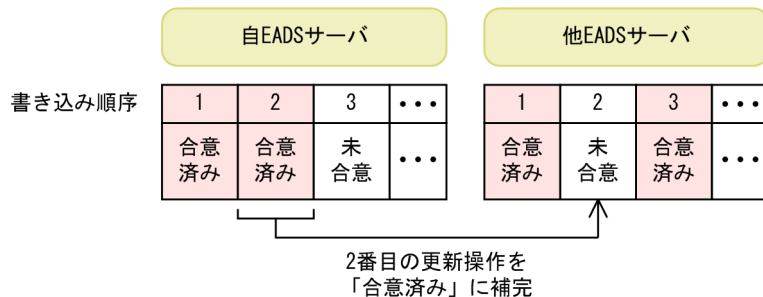 自EADSサーバ 他EADSサーバ
書き込み順序 1 2 3 ・・・ 1 2 3 ・・・
合意済み 合意済み 未合意 ・・・ 合意済み 未合意 合意済み ・・・
2番目の更新操作を
「合意済み」に補完